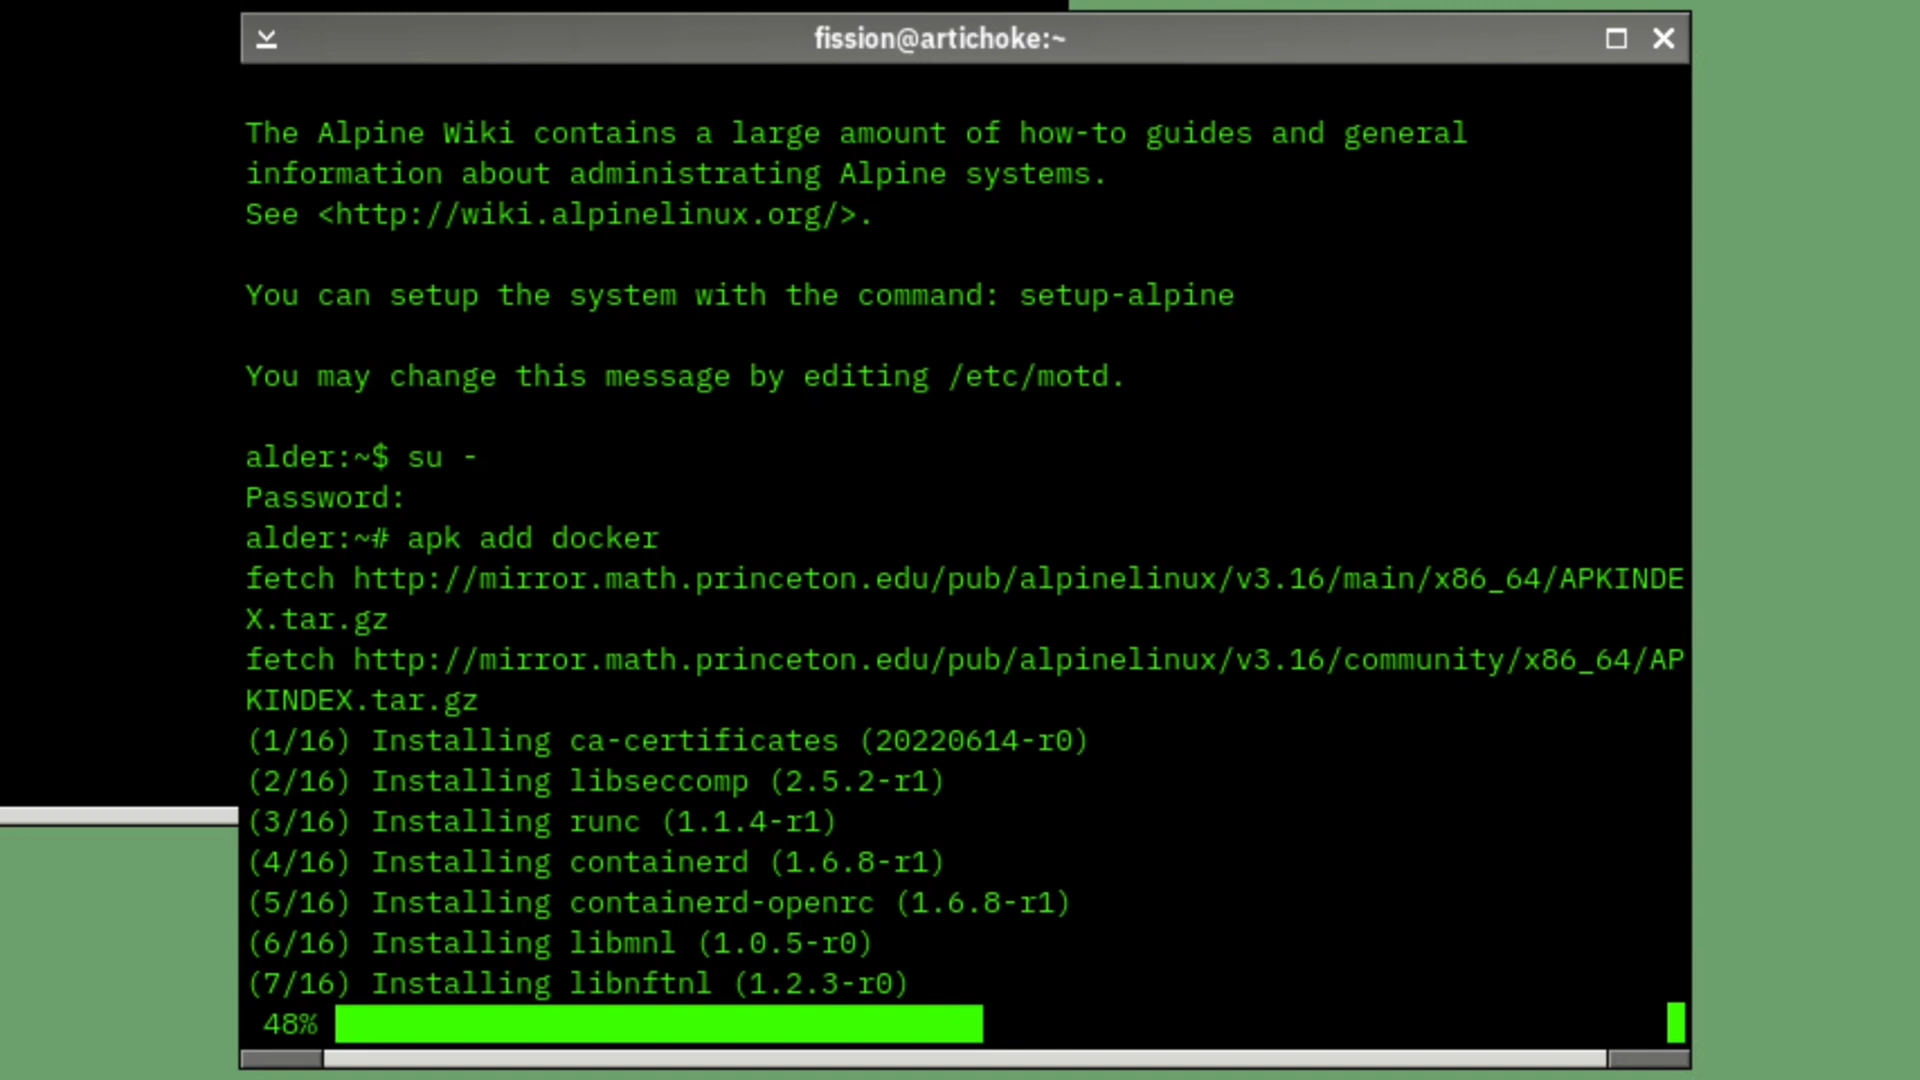 fission@artichoke:~
The Alpine Wiki contains a large amount of how-to guides and general
information about administrating Alpine systems.
See <http://wiki.alpinelinux.org/>.
You can setup the system with the command: setup-alpine
You may change this message by editing /etc/motd.
alder:~$ su -
Password:
alder:~# apk add docker
fetch http://mirror.math.princeton.edu/pub/alpinelinux/v3.16/main/x86_64/APKINDE
X.tar.gz
fetch http://mirror.math.princeton.edu/pub/alpinelinux/v3.16/community/x86_64/AP
KINDEX.tar.gz
(1/16) Installing ca-certificates (20220614-r0)
(2/16) Installing libseccomp (2.5.2-r1)
(3/16) Installing runc (1.1.4-r1)
(4/16) Installing containerd (1.6.8-r1)
(5/16) Installing containerd-openrc (1.6.8-r1)
(6/16) Installing libmnl (1.0.5-r0)
(7/16) Installing libnftnl (1.2.3-r0)
48%